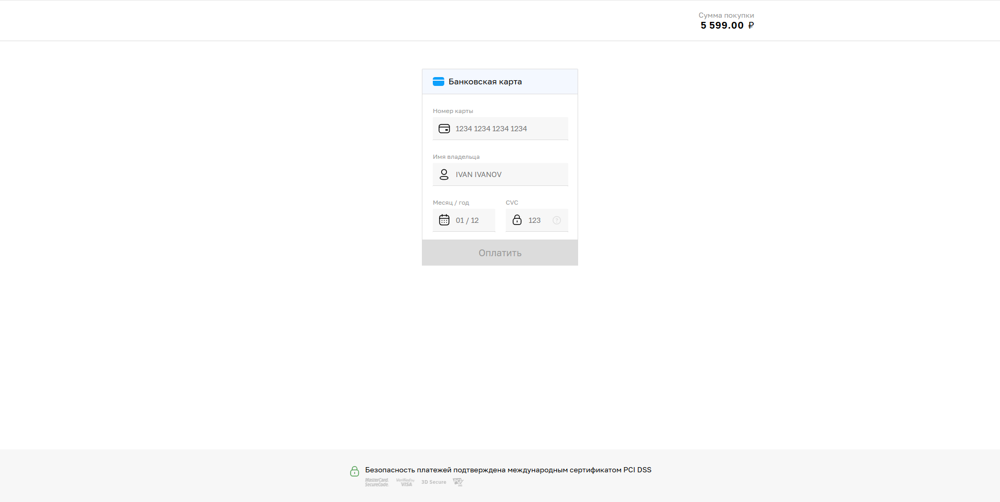 Сумма покупки
5 599.00 ₽
Банковская карта
Номер карты
1234 1234 1234 1234
Имя владельца
IVAN IVANOV
Месяц / год
CVC
01 / 12
123
?
Оплатить
Безопасность платежей подтверждена международным сертификатом PCI DSS
MasterCard. SecureCode.
Verified by VISA
3D Secure
PCI DSS